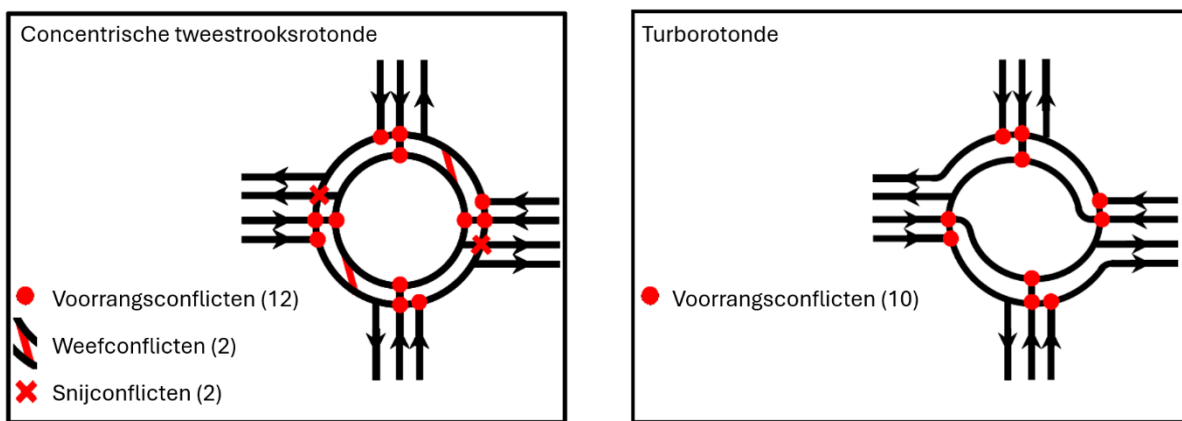 Concentrische tweestrooksrotonde
Voorrangsconflicten (12)
Weefconflicten (2)
Snijconflicten (2)
Turborotonde
Voorrangsconflicten (10)